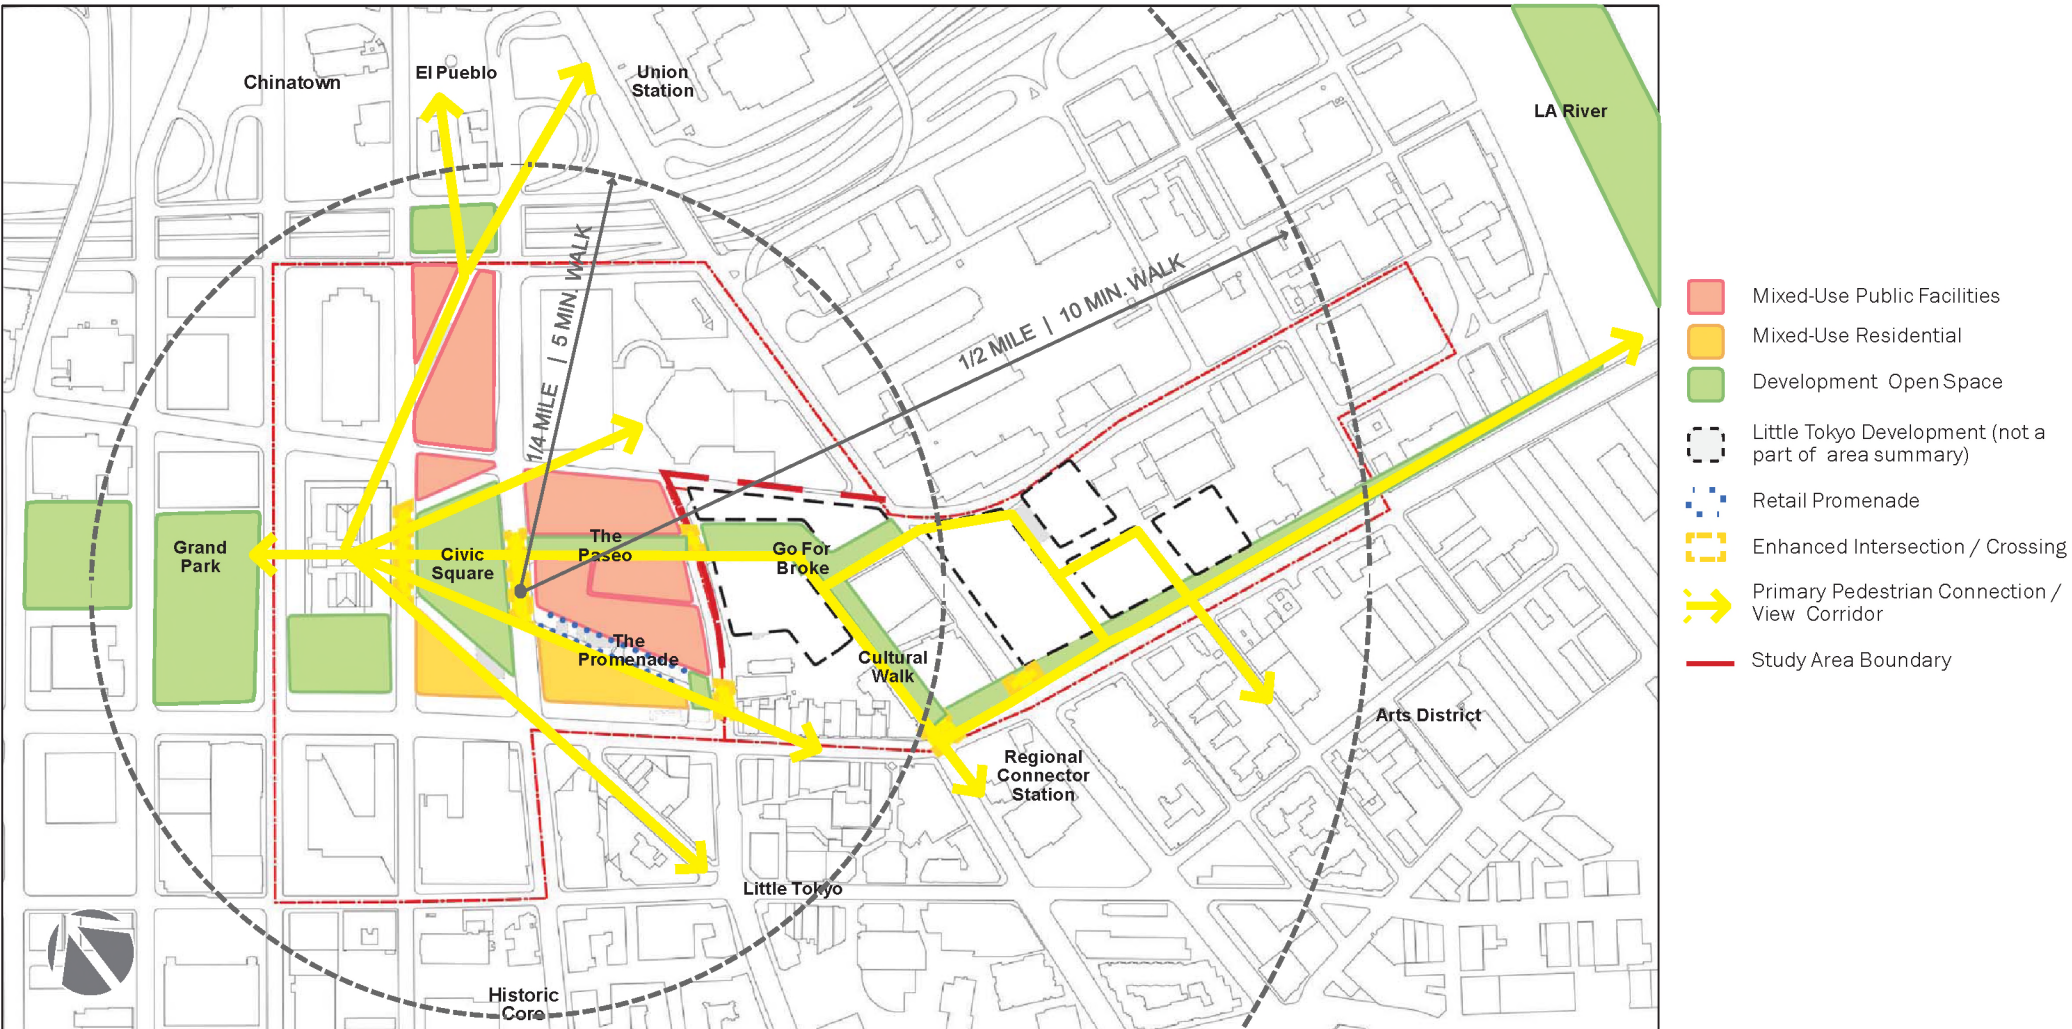 Chinatown
El Pueblo
Union
Station
LA River
1/4 MILE | 5 MIN. WALK
1/2 MILE | 10 MIN. WALK
Grand
Park
Civic
Square
The
Paseo
Go For
Broke
The
Promenade
Cultural
Walk
Regional
Connector
Station
Arts District
Little Tokyo
Historic
Core
Mixed-Use Public Facilities
Mixed-Use Residential
Development Open Space
Little Tokyo Development (not a
part of area summary)
Retail Promenade
Enhanced Intersection / Crossing
Primary Pedestrian Connection /
View Corridor
Study Area Boundary